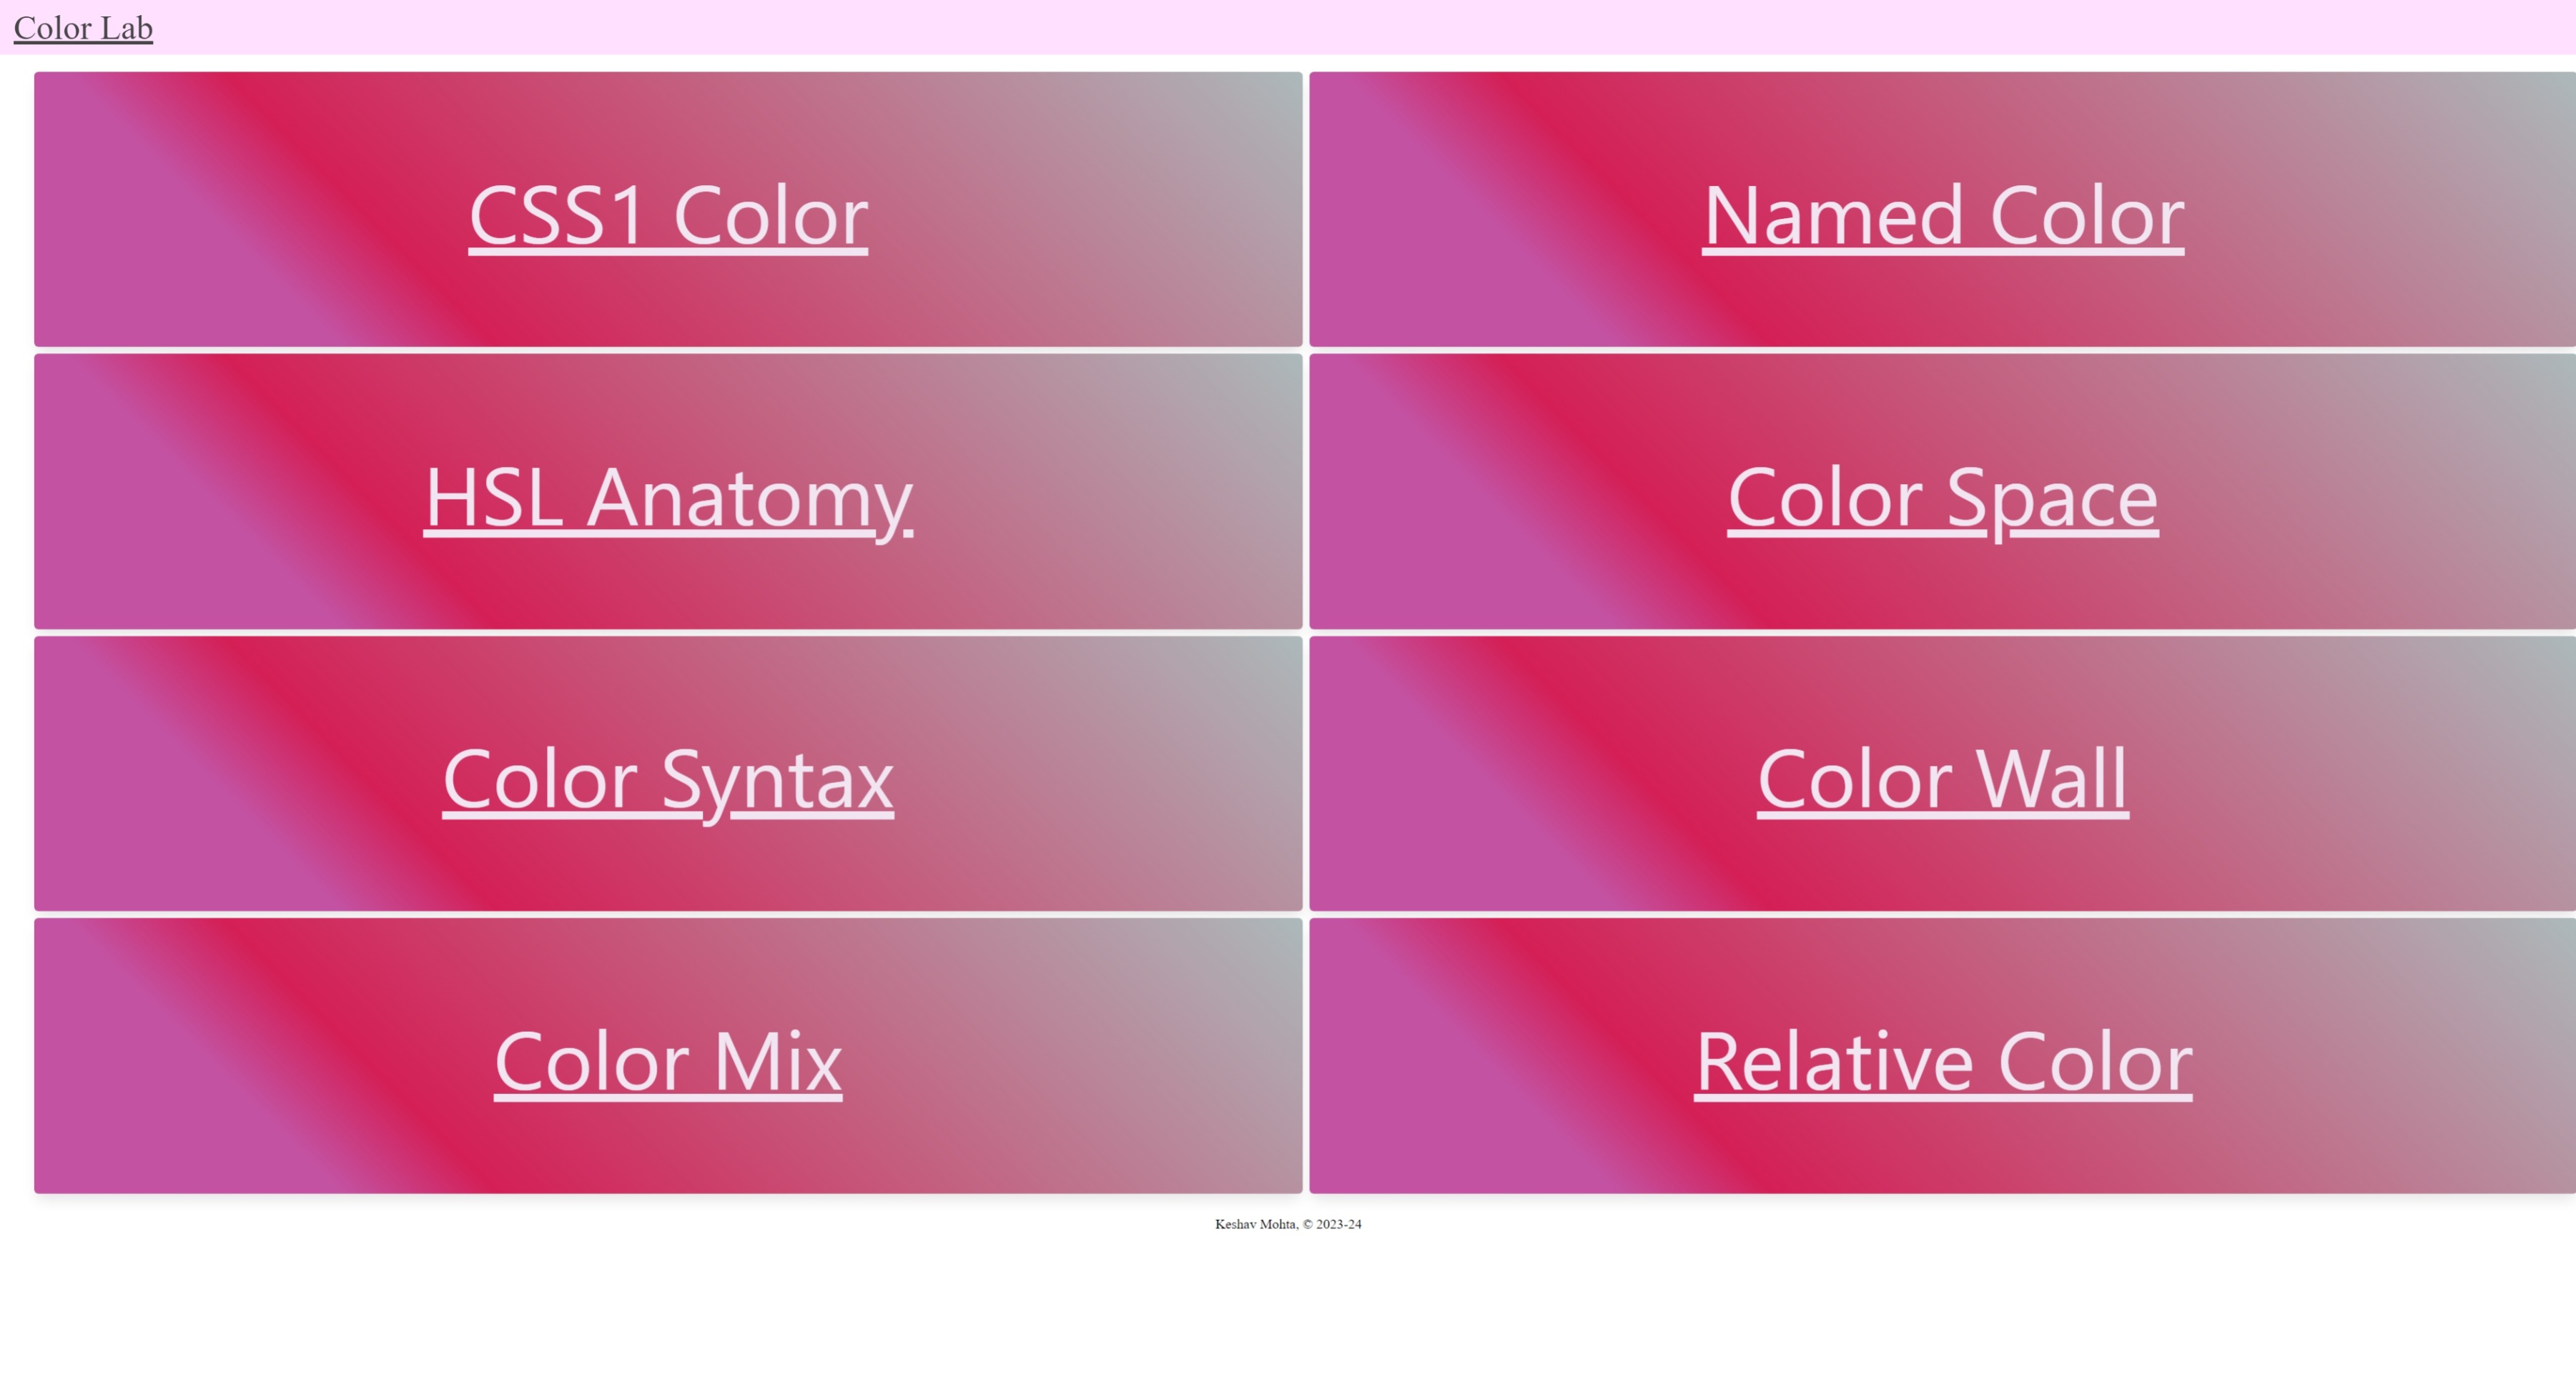 Color Lab
CSS1 Color
Named Color
HSL Anatomy
Color Space
Color Syntax
Color Wall
Color Mix
Relative Color
Keshav Mohta, © 2023-24